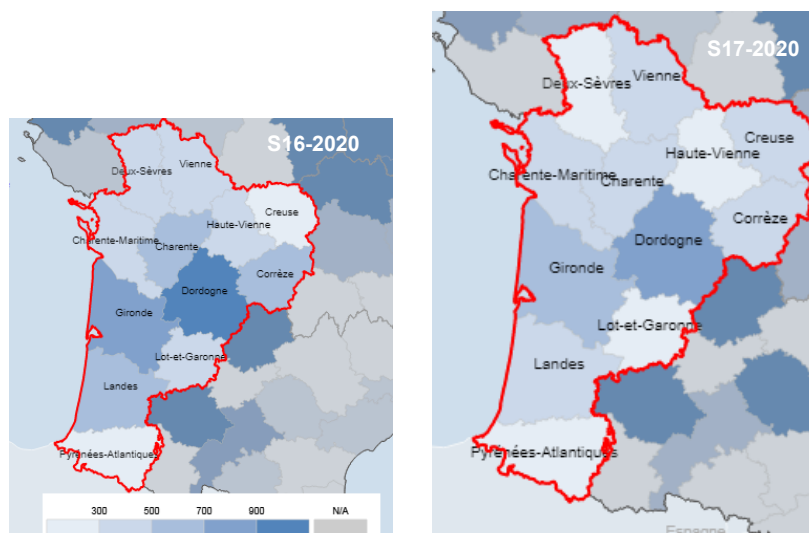 S16-2020
Vienne
Deux-Sèvres
Creuse
Haute-Vienne
Charente-Maritime
Charente
Corrèze
Dordogne
Gironde
Lot-et-Garonne
Landes
Pyrénées-Atlantiques
300 500 700 900 N/A
S17-2020
Vienne
Deux-Sèvres
Creuse
Haute-Vienne
Charente-Maritime
Charente
Corrèze
Dordogne
Gironde
Lot-et-Garonne
Landes
Pyrénées-Atlantiques
Espagne